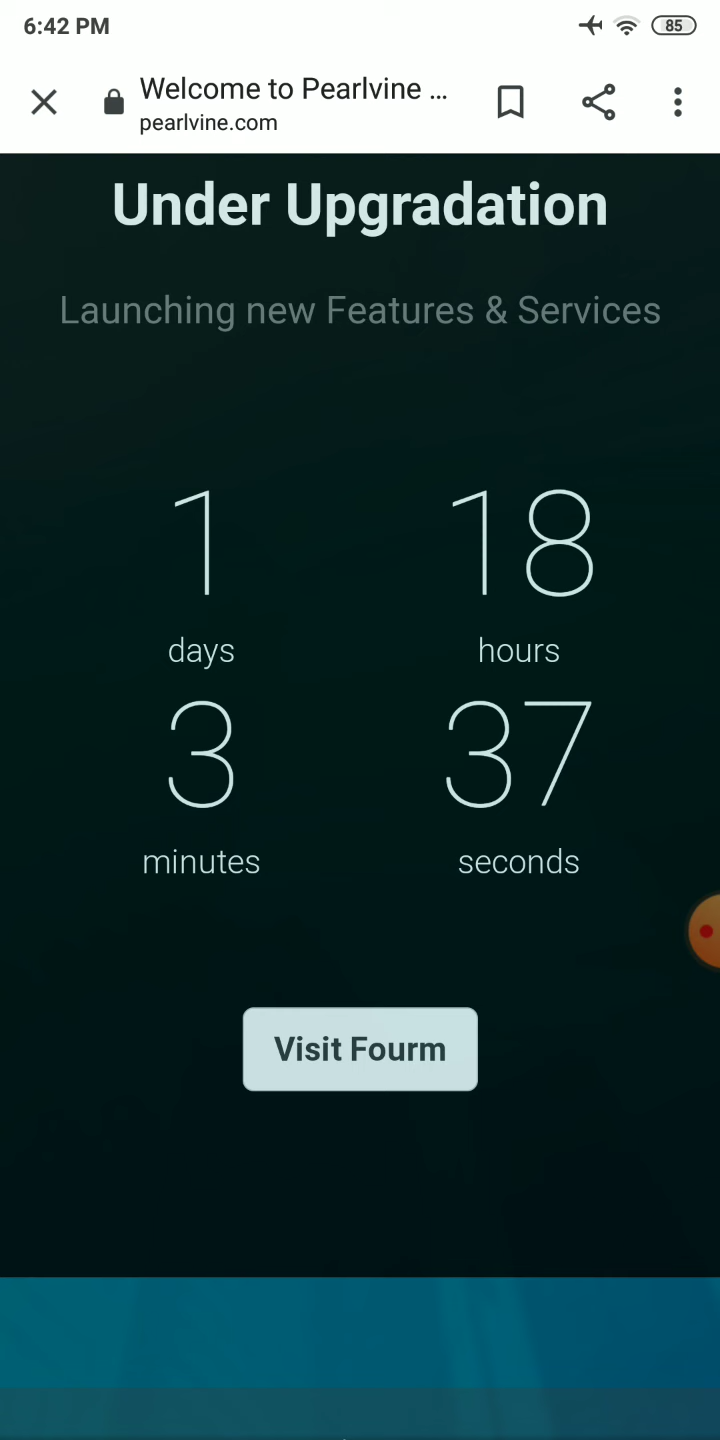 6:42 PM
85
Welcome to Pearlvine ...
pearlvine.com
Under Upgradation
Launching new Features & Services
1
18
days
hours
3
37
minutes
seconds
Visit Fourm